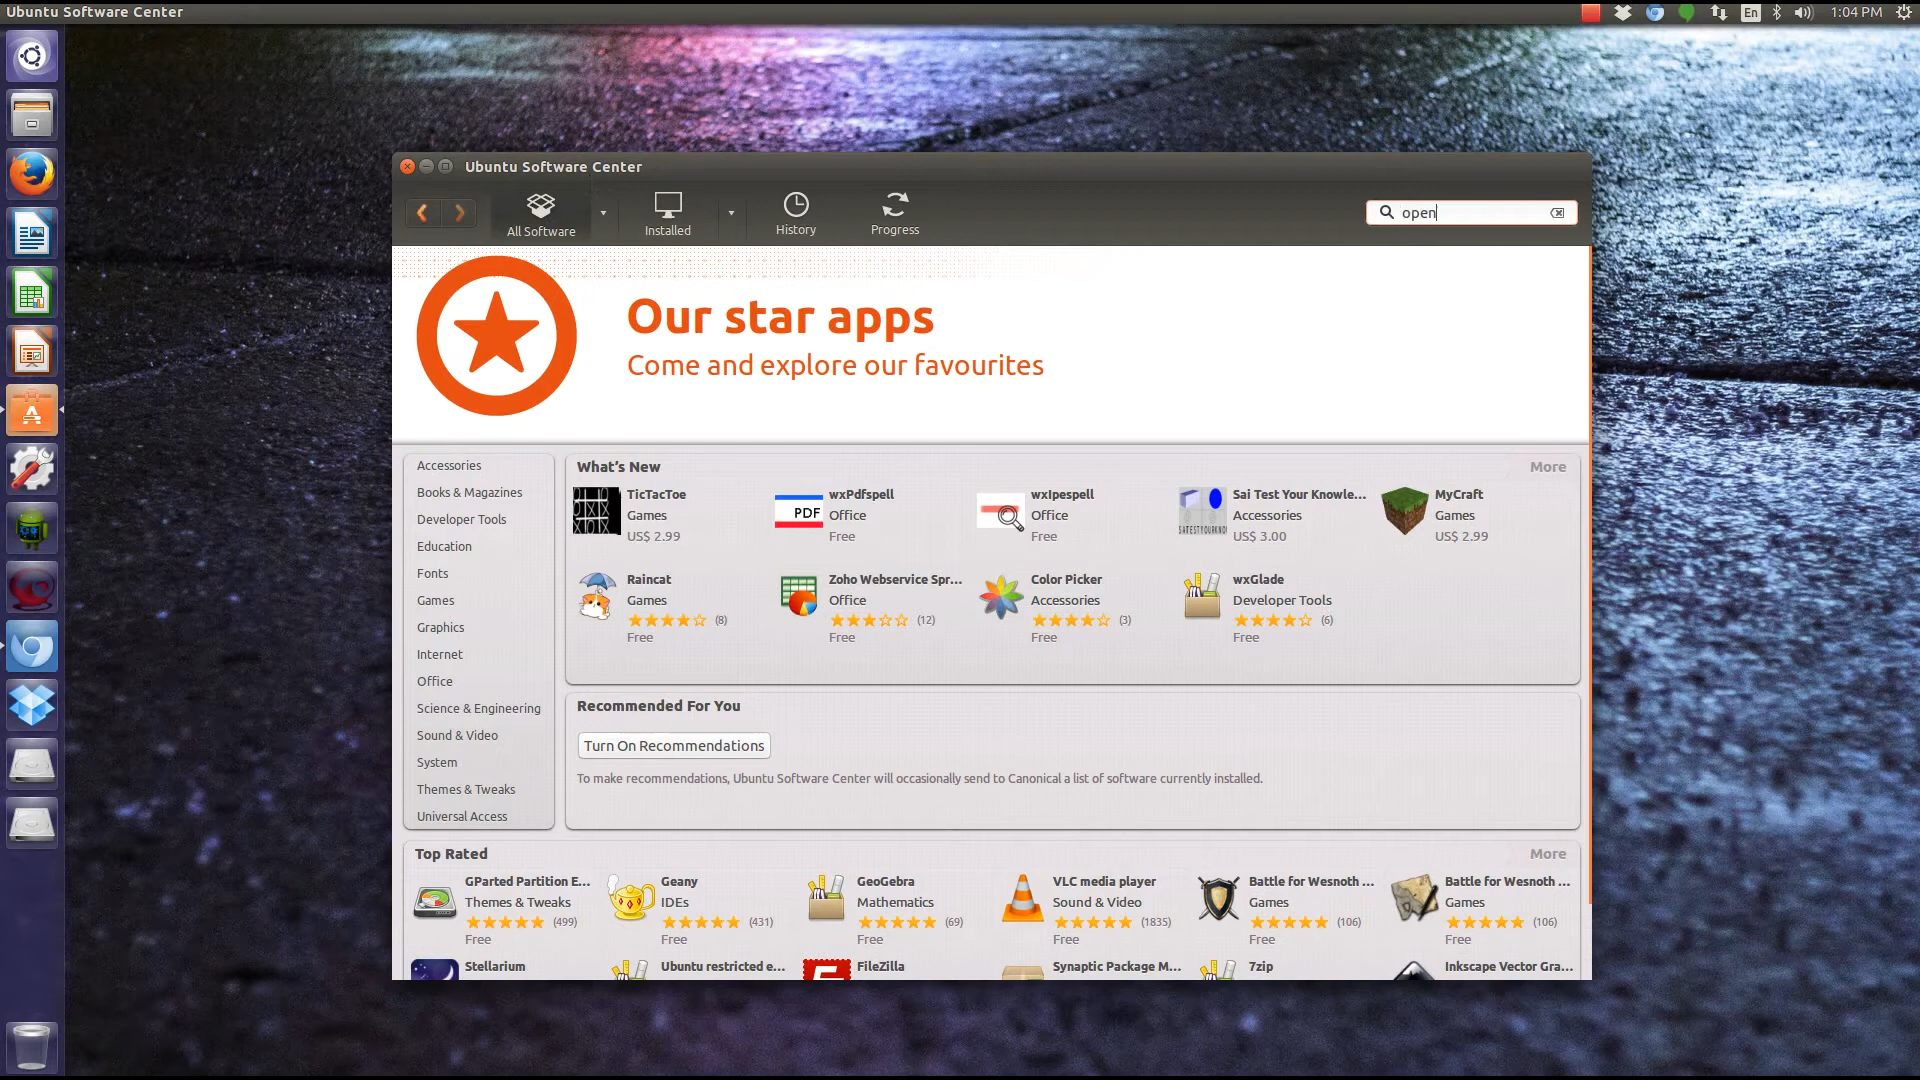 Ubuntu Software Center
En
1:04 PM
Ubuntu Software Center
All Software
Installed
History
Progress
open
Our star apps
Come and explore our favourites
Accessories
Books & Magazines
Developer Tools
Education
Fonts
Games
Graphics
Internet
Office
Science & Engineering
Sound & Video
System
Themes & Tweaks
Universal Access
What's New
More
TicTacToe
Games
US$ 2.99
wxPdfspell
Office
Free
PDF
wxIpespell
Office
Free
Sai Test Your Knowle...
Accessories
US$ 3.00
MyCraft
Games
US$ 2.99
Raincat
Games
(8)
Free
Zoho Webservice Spr...
Office
(12)
Free
Color Picker
Accessories
(3)
Free
wxGlade
Developer Tools
(6)
Free
Recommended For You
Turn On Recommendations
To make recommendations, Ubuntu Software Center will occasionally send to Canonical a list of software currently installed.
Top Rated
More
GParted Partition E...
Themes & Tweaks
(499)
Free
Geany
IDEs
(431)
Free
GeoGebra
Mathematics
(69)
Free
VLC media player
Sound & Video
(1835)
Free
Battle for Wesnoth ...
Games
(106)
Free
Battle for Wesnoth ...
Games
(106)
Free
Stellarium
Ubuntu restricted e...
FileZilla
Synaptic Package M...
7zip
Inkscape Vector Gra...